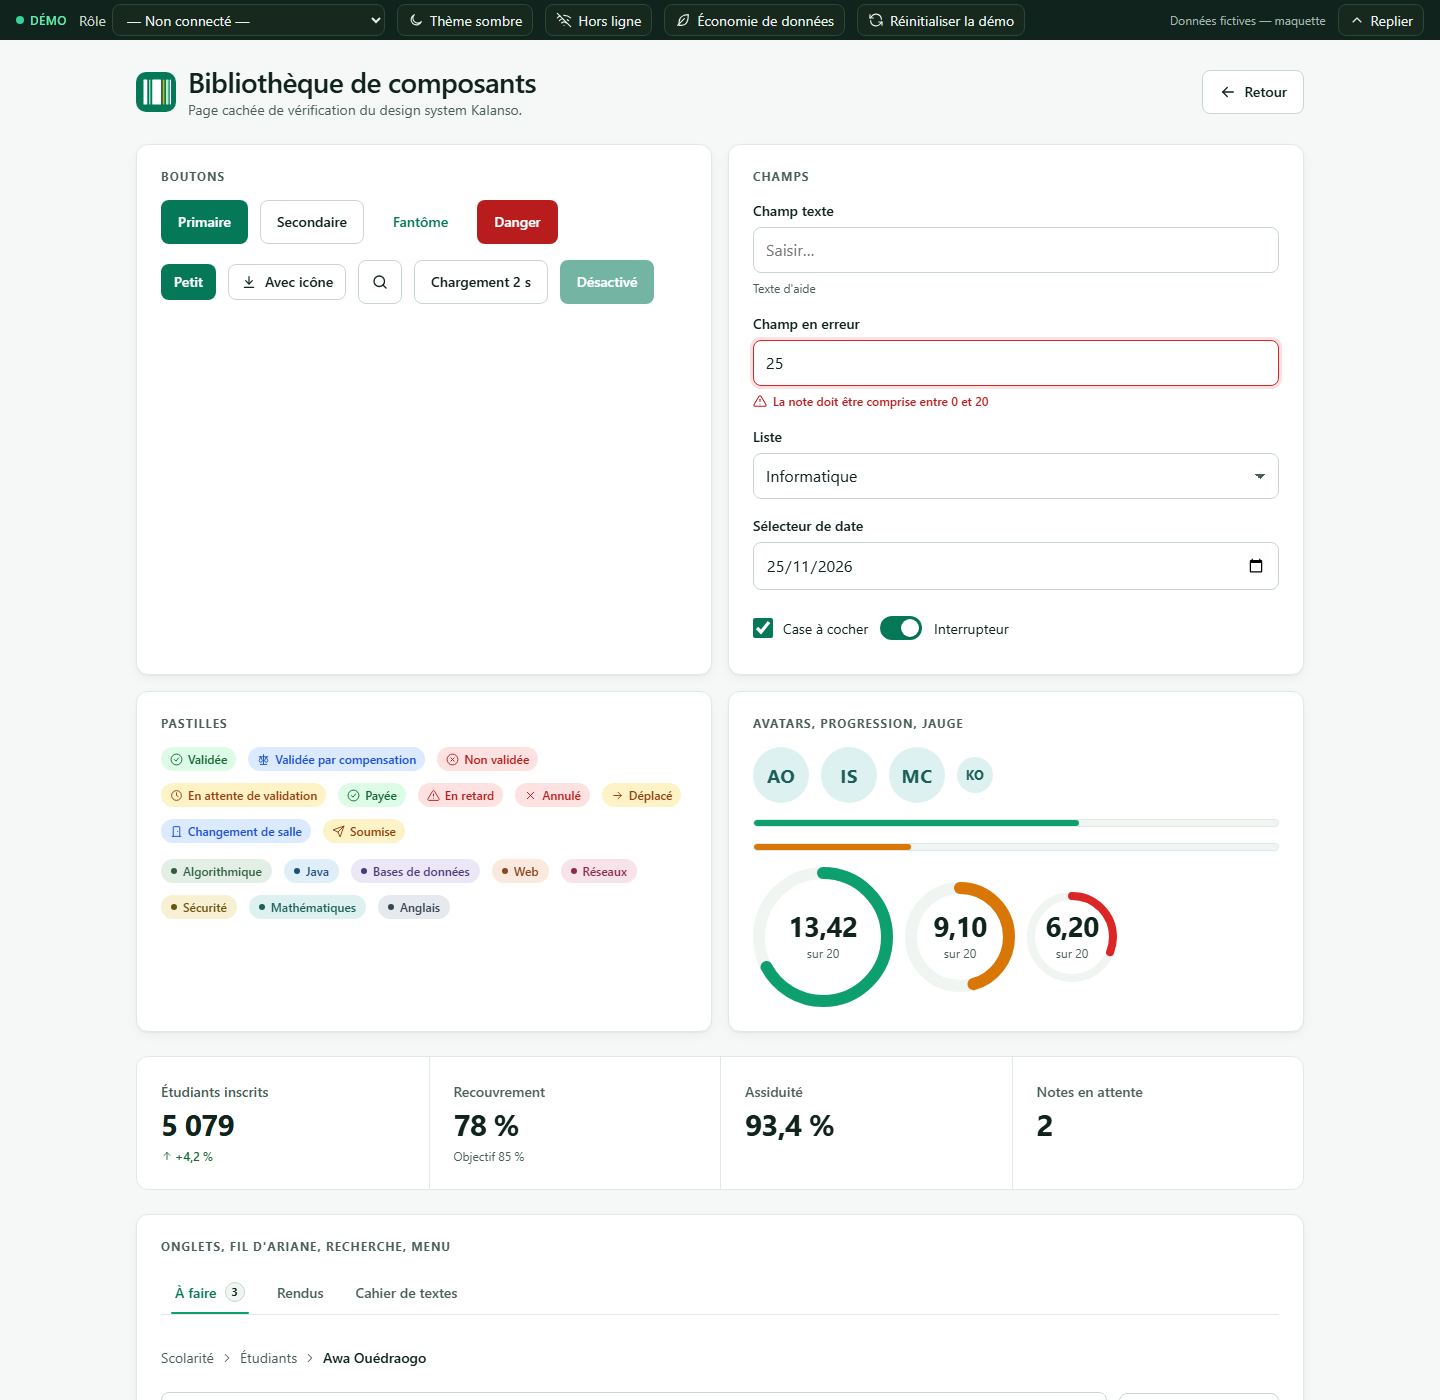 DÉMO Rôle — Non connecté — Thème sombre Hors ligne Économie de données Réinitialiser la démo Données fictives — maquette Replier
Bibliothèque de composants
Page cachée de vérification du design system Kalanso.
Retour
BOUTONS
Primaire Secondaire Fantôme Danger
Petit Avec icône Chargement 2 s Désactivé
CHAMPS
Champ texte
Saisir...
Texte d'aide
Champ en erreur
25
La note doit être comprise entre 0 et 20
Liste
Informatique
Sélecteur de date
25/11/2026
Case à cocher Interrupteur
PASTILLES
Validée Validée par compensation Non validée
En attente de validation Payée En retard Annulé Déplacé
Changement de salle Soumise
Algorithmique Java Bases de données Web Réseaux
Sécurité Mathématiques Anglais
AVATARS, PROGRESSION, JAUGE
AO IS MC KO
13,42 9,10 6,20
sur 20 sur 20 sur 20
Étudiants inscrits
5 079
+4,2 %
Recouvrement
78 %
Objectif 85 %
Assiduité
93,4 %
Notes en attente
2
ONGLETS, FIL D'ARIANE, RECHERCHE, MENU
À faire 3 Rendus Cahier de textes
Scolarité Étudiants Awa Ouédraogo